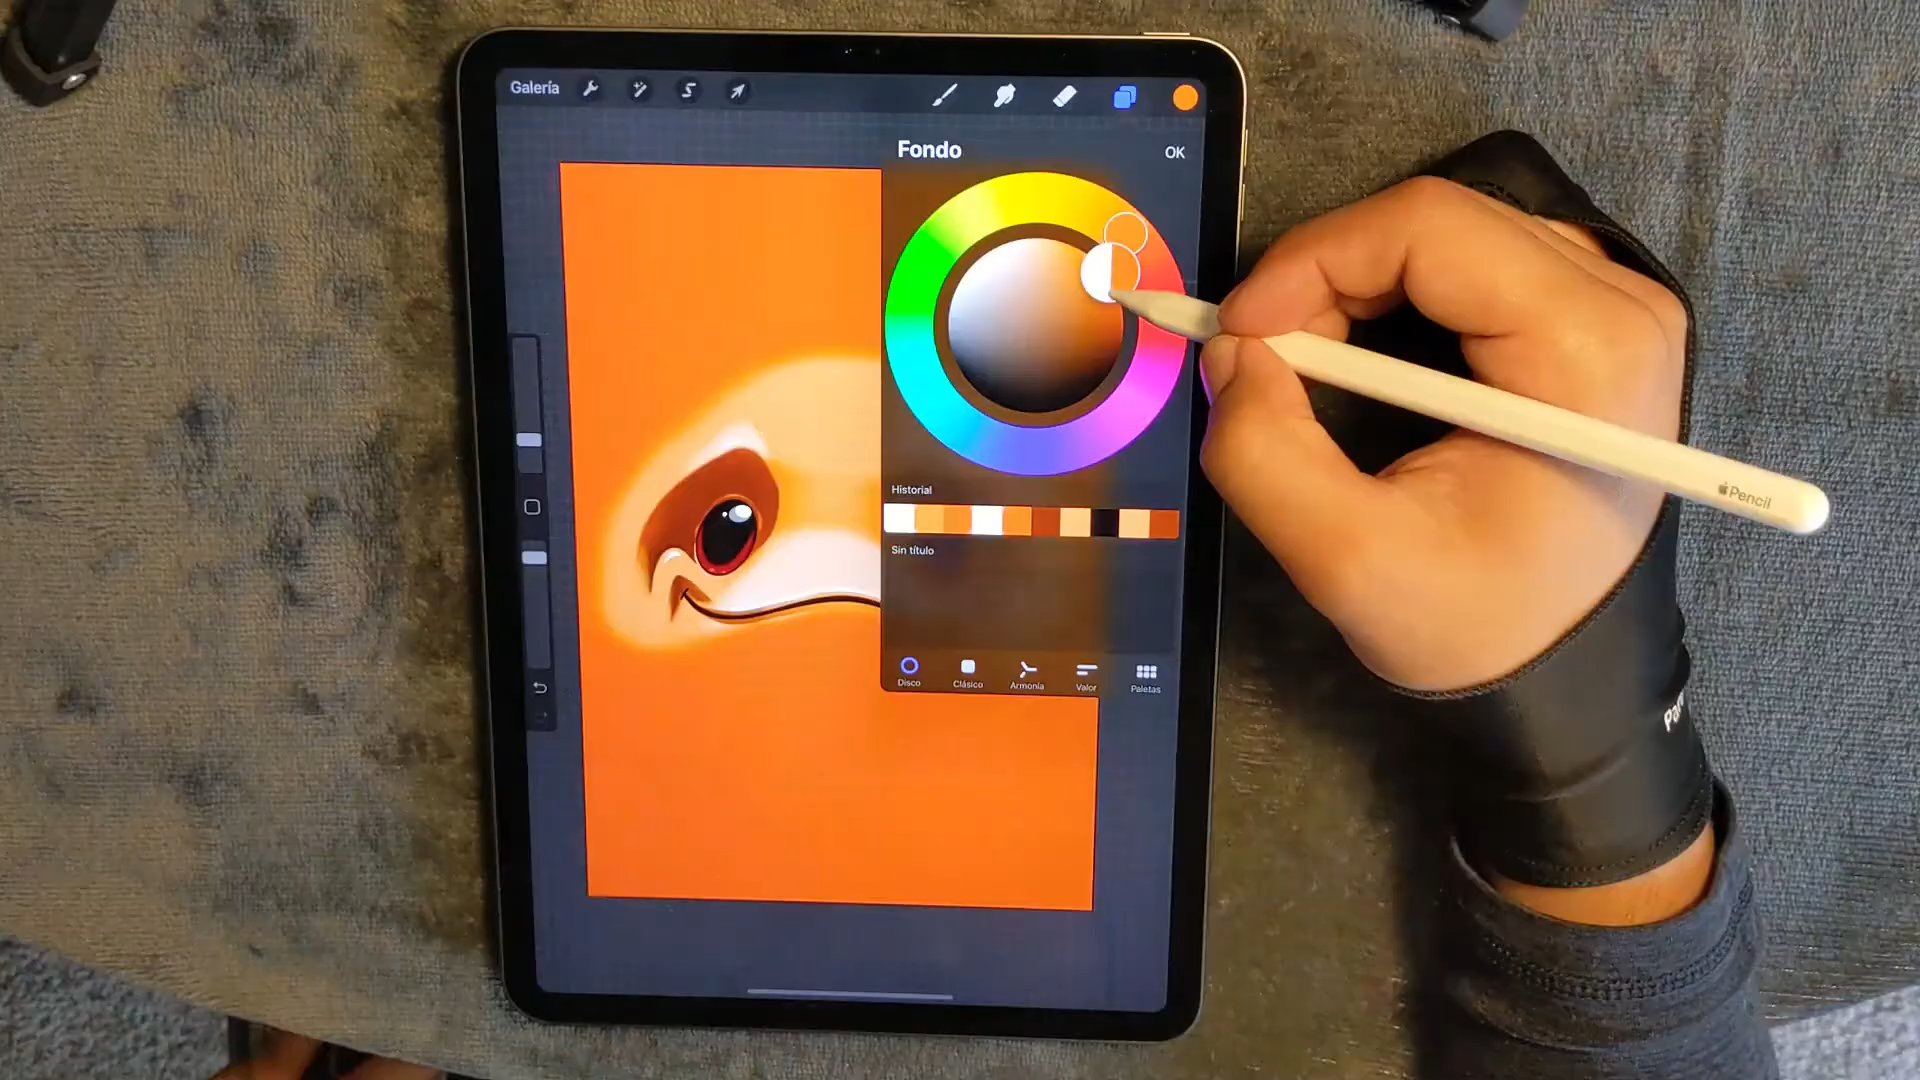 Galería
Fondo
OK
Historial
Sin título
Disco
Clásico
Armonía
Valor
Paletas
Pencil